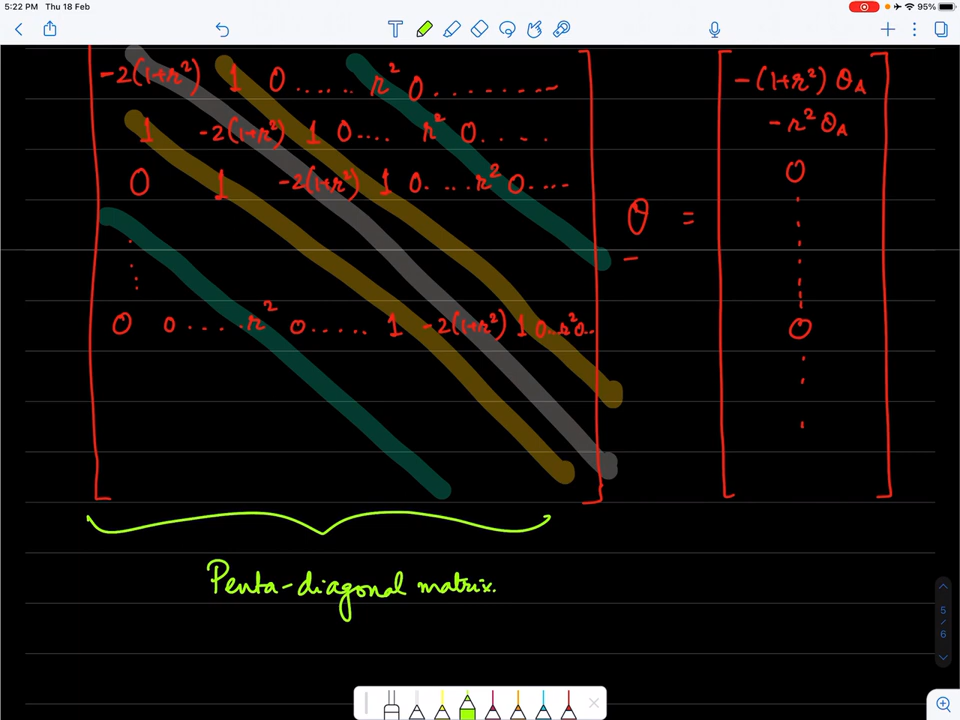 5:22 PM Thu 18 Feb
95%
-2(1+r²) 1 0...... r² 0........~
1 -2(1+r²) 1 0.... r² 0.....
0 1 -2(1+r²) 1 0.....r² 0.....
0 0.....r² 0...... 1 -2(1+r²) 1 0...r²0..
θ =
-(1+r²) θA
-r² θA
0
0
Penta-diagonal matrix.
5
/
6